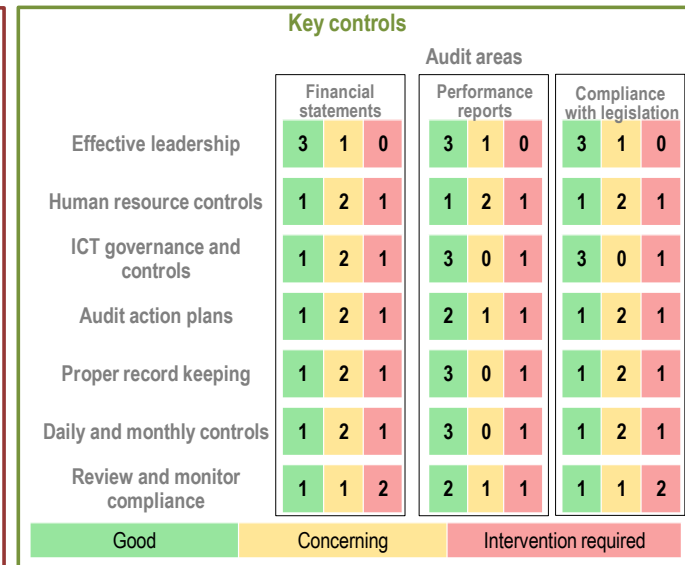 Key controls
Audit areas
Financial statements
Performance reports
Compliance with legislation
Effective leadership 3 1 0 3 1 0 3 1 0
Human resource controls 1 2 1 1 2 1 1 2 1
ICT governance and
controls 1 2 1 3 0 1 3 0 1
Audit action plans 1 2 1 2 1 1 1 2 1
Proper record keeping 1 2 1 3 0 1 1 2 1
Daily and monthly controls 1 2 1 3 0 1 1 2 1
Review and monitor
compliance 1 1 2 2 1 1 1 1 2
Good Concerning Intervention required